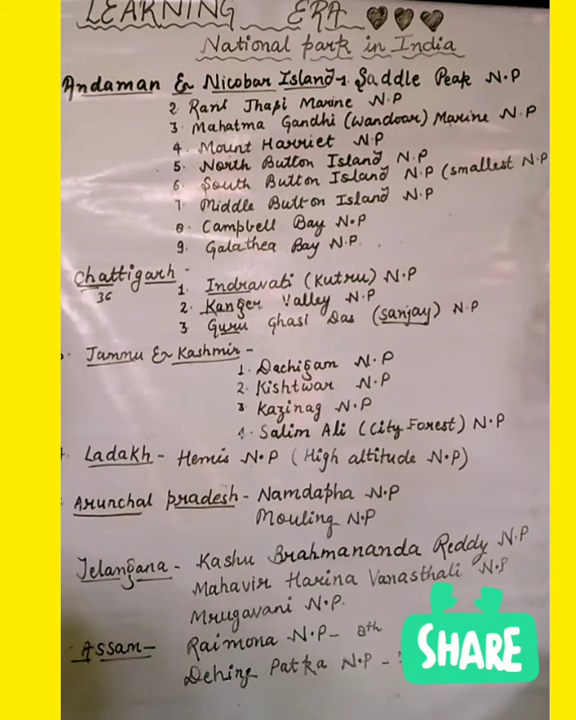 LEARNING ERA
National park in India
Andaman & Nicobar Island-1 Saddle Peak N.P
2 Rani Jhapi Marine N.P
3. Mahatma Gandhi (Wandoor) Marine N.P
4. Mount Harriet N.P
5. North Button Island N.P
6. South Button Island N.P (smallest N.P
7. Middle Button Island N.P
8. Campbell Bay N.P
9. Galathea Bay N.P.
Chattigarh -
36
1. Indravati (Kutru) N.P
2. Kanger Valley N.P
3 Guru Ghasi Das (Sanjay) N.P
Jammu & Kashmir -
1. Dachigam N.P
2. Kishtwar N.P
3 Kazinag N.P
4. Salim Ali (City Forest) N.P
Ladakh - Hemis N.P (High altitude N.P)
Arunchal pradesh - Namdapha N.P
Mouling N.P
Telangana - Kashu Brahmananda Reddy N.P
Mahavir Harina Vanasthali N.P
Mrugavani N.P.
Assam - Raimona N.P - 8th
Dehing Patka N.P -
SHARE